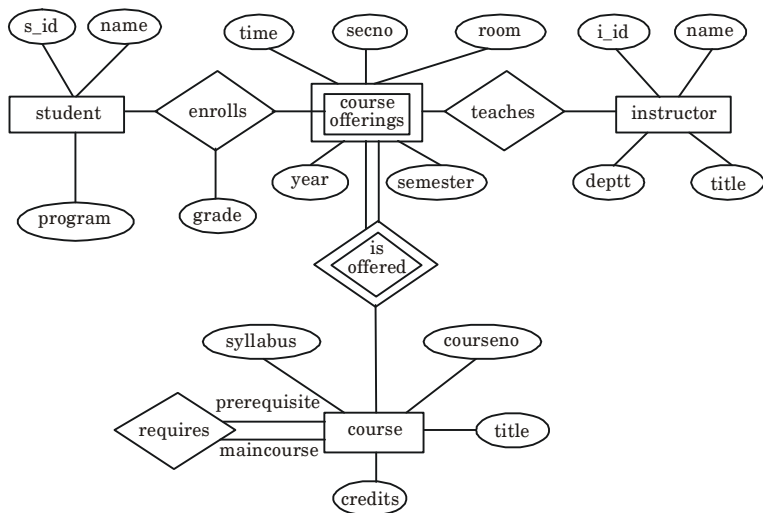 s_id
name
time
secno
room
i_id
name
student
enrolls
course
offerings
teaches
instructor
year
semester
deptt
title
program
grade
is
offered
syllabus
courseno
prerequisite
requires
maincourse
course
title
credits